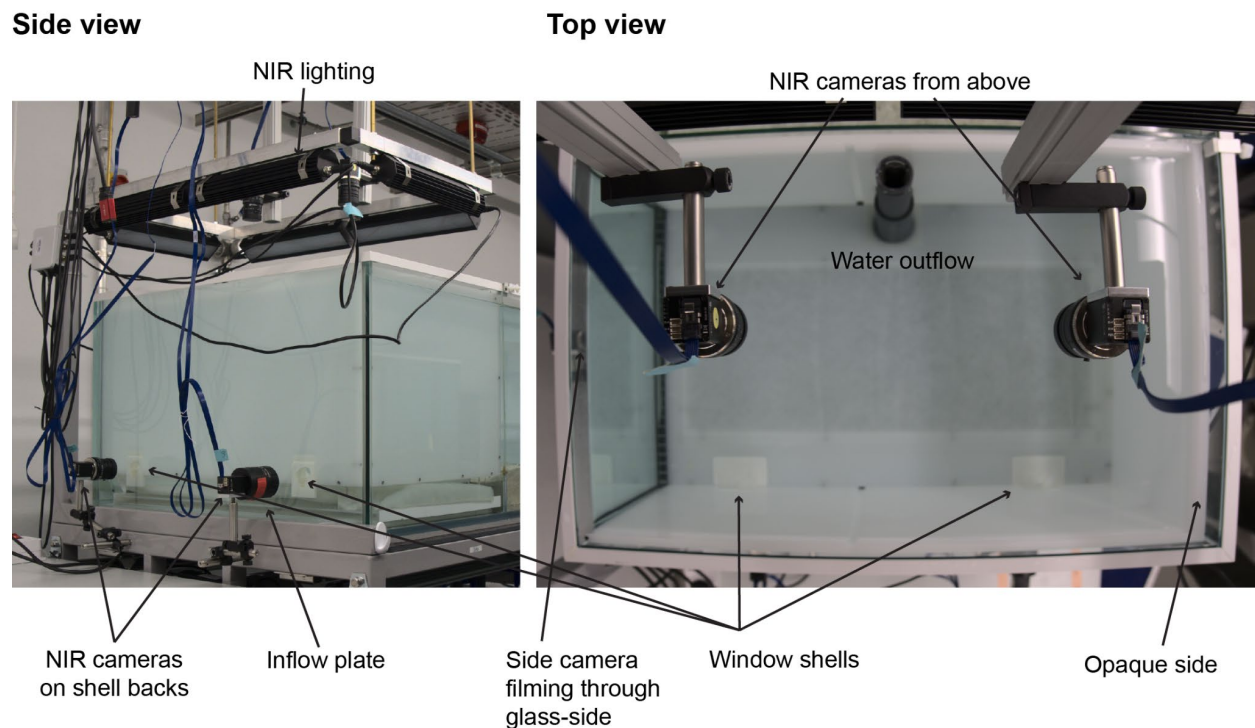 Side view
Top view
NIR lighting
NIR cameras from above
Water outflow
NIR cameras
on shell backs
Inflow plate
Side camera
filming through
glass-side
Window shells
Opaque side